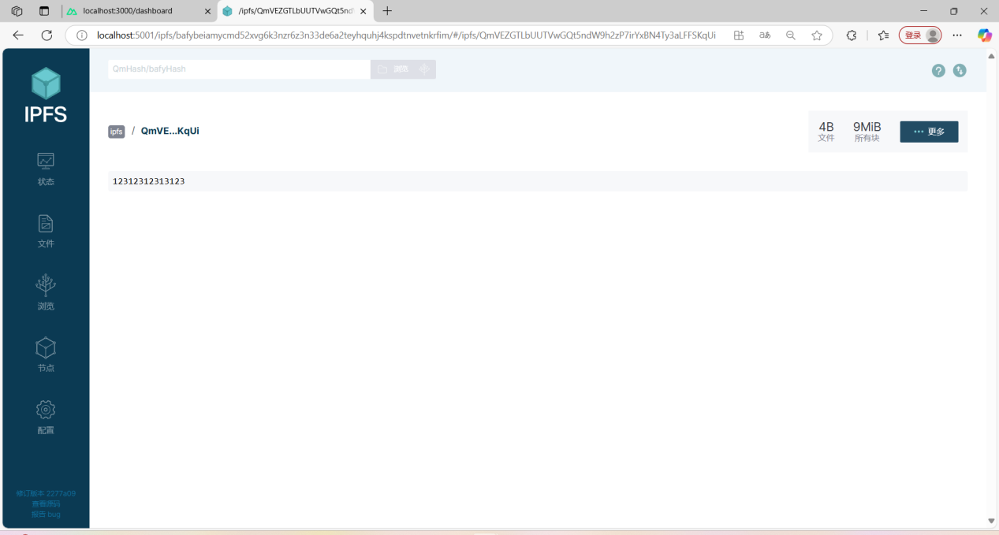 localhost:3000/dashboard
/ipfs/QmVEZGTLbUUTVwGQt5nd
localhost:5001/ipfs/bafybeiamycmd52xvg6k3nzr6z3n33de6a2teyhquhj4kspdtnvetnkrfim/#/ipfs/QmVEZGTLbUUTVwGQt5ndW9h2zP7irYxBN4Ty3aLFFSKqUi
登录
IPFS
QmHash/bafyHash
ipfs / QmVE...KqUi
4B 9MiB
文件 所有块
··· 更多
12312312313123
状态
文件
浏览
节点
配置
修订版本 2277a09
查看源码
报告 bug